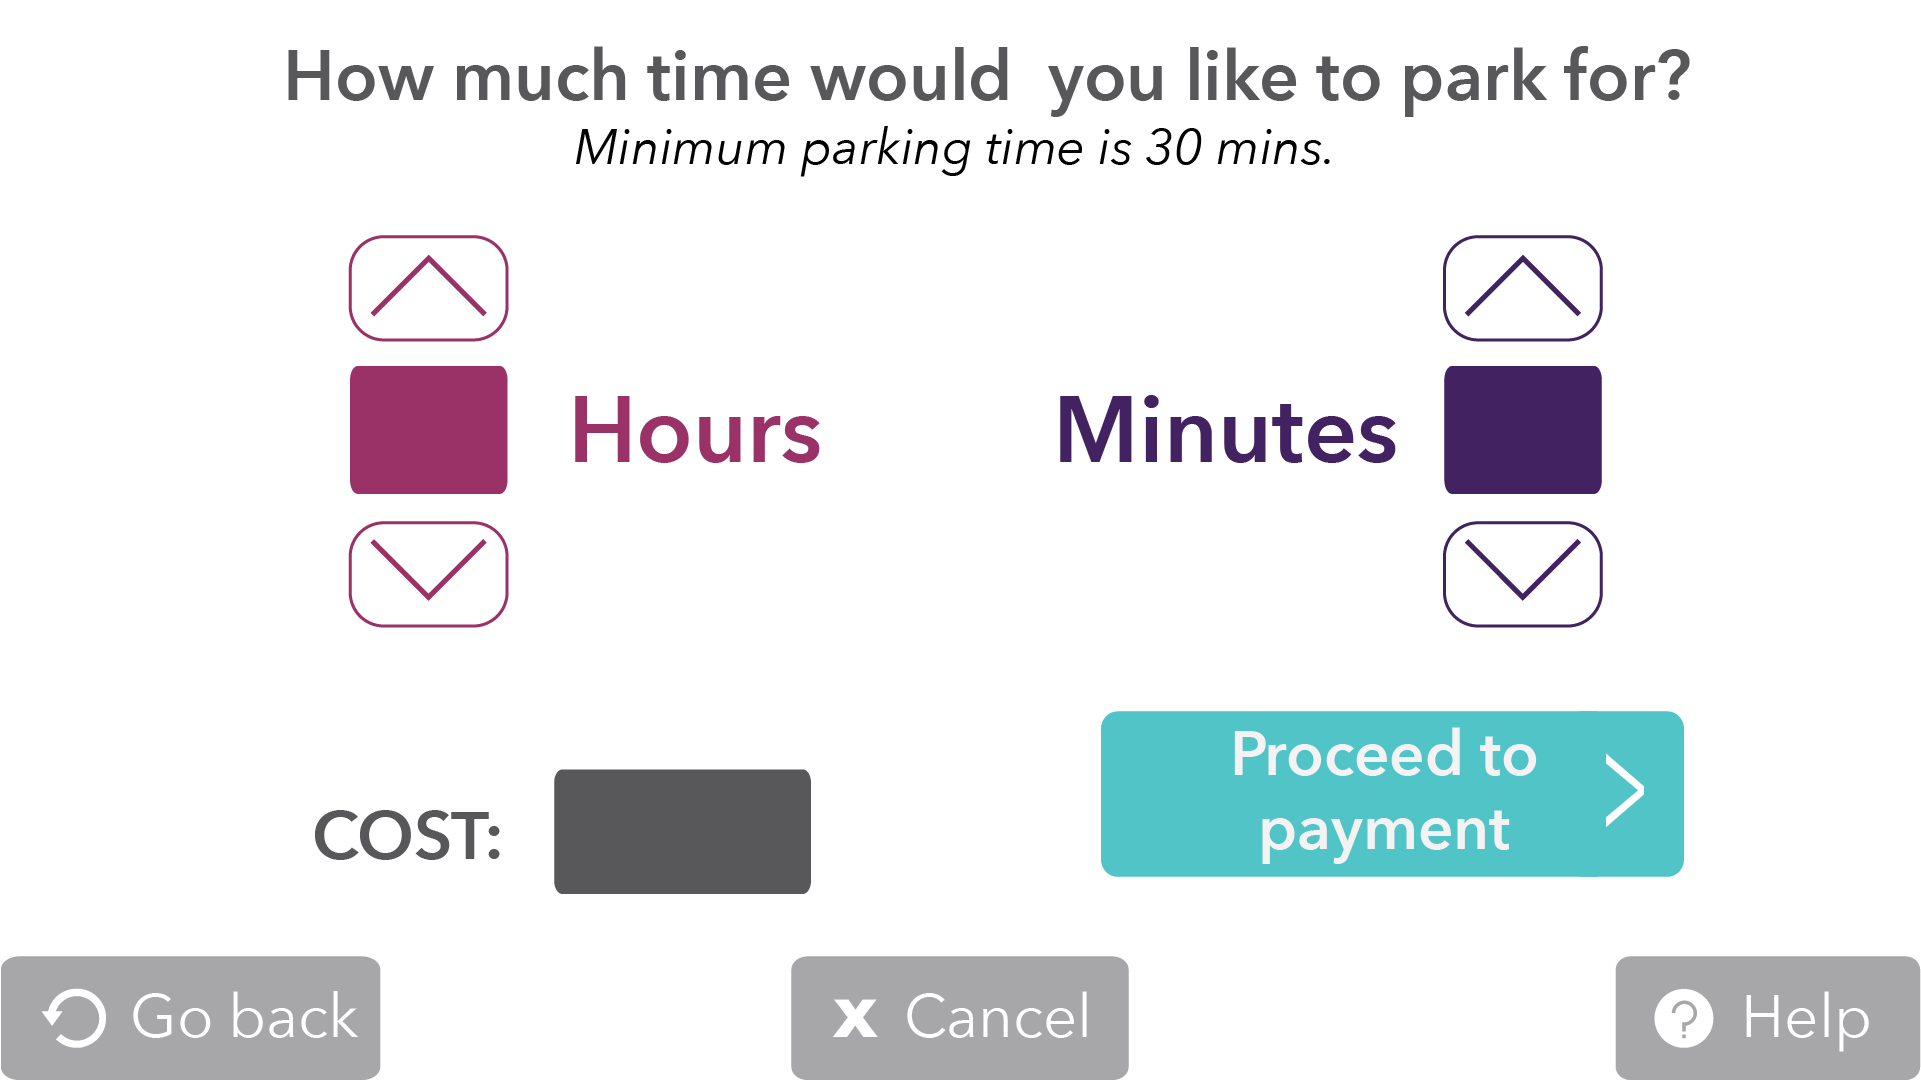 How much time would  you like to park for?
Minimum parking time is 30 mins.
Hours
Minutes
COST:
Proceed to
payment
Go back
x Cancel
? Help